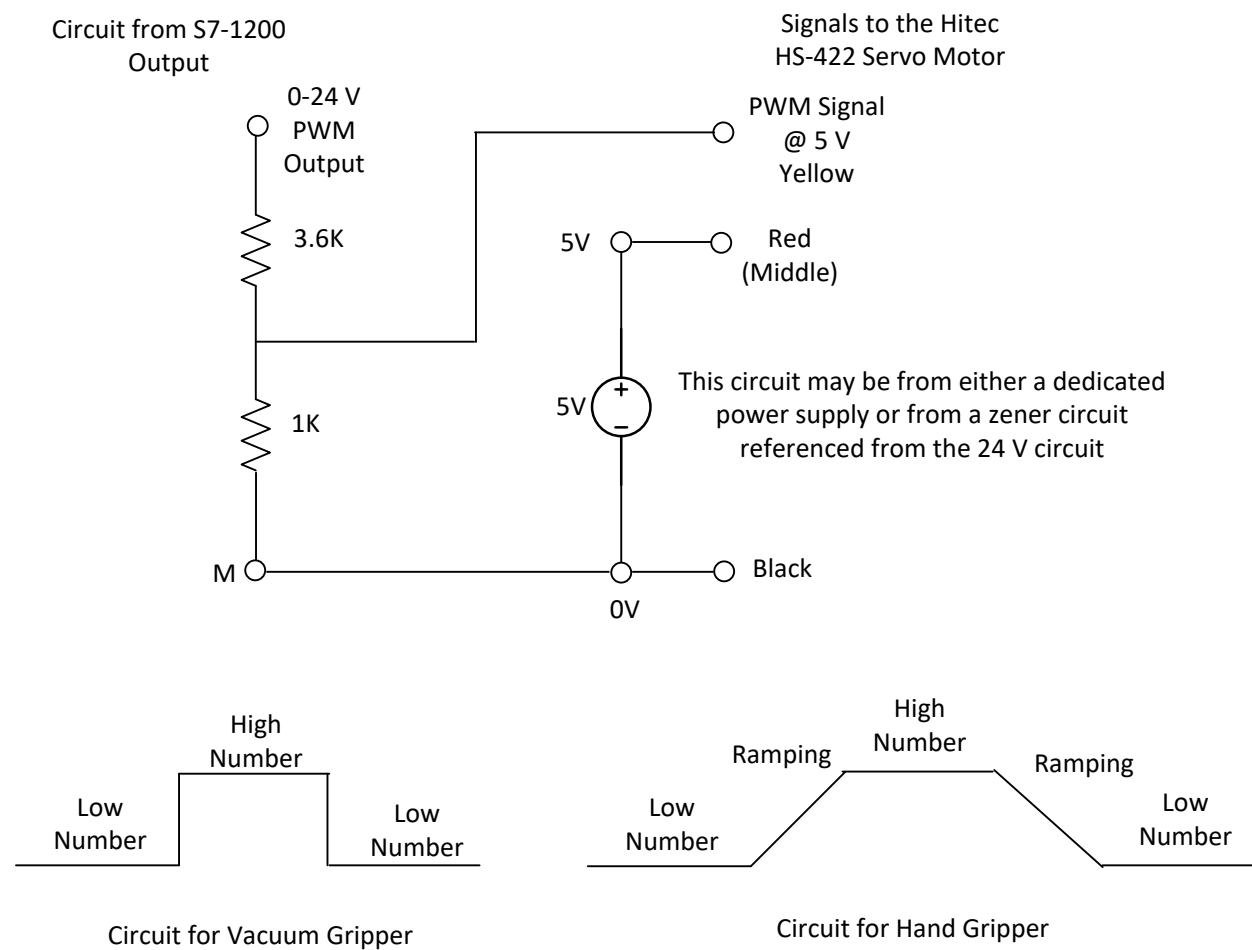 Circuit from S7-1200
Output
Signals to the Hitec
HS-422 Servo Motor
0-24 V
PWM
Output
PWM Signal
@ 5 V
Yellow
3.6K
5V
Red
(Middle)
1K
5V
+
−
This circuit may be from either a dedicated
power supply or from a zener circuit
referenced from the 24 V circuit
M
0V
Black
Low
Number
High
Number
Low
Number
Circuit for Vacuum Gripper
Low
Number
Ramping
High
Number
Ramping
Low
Number
Circuit for Hand Gripper